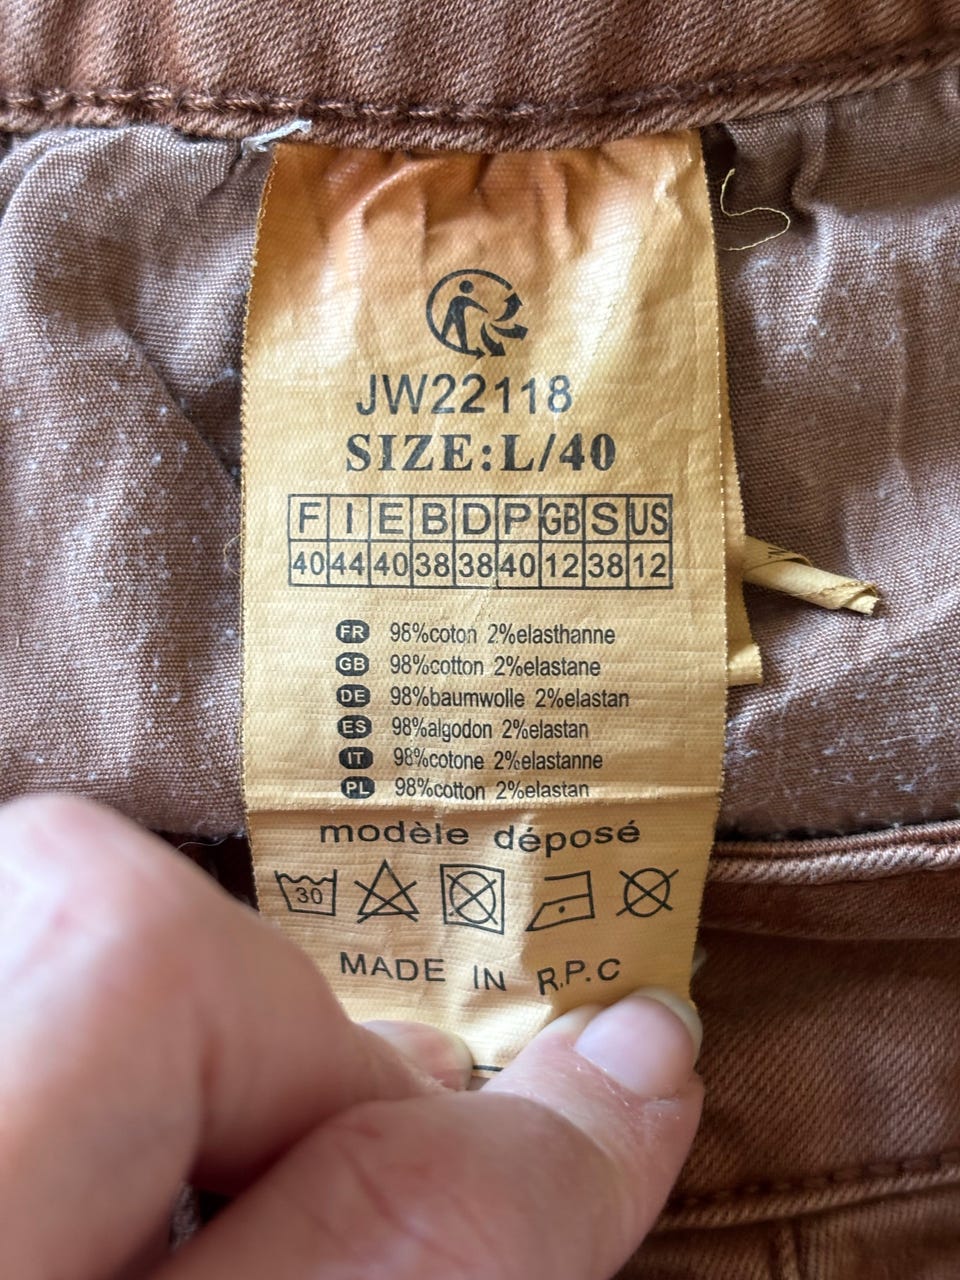 JW22118
SIZE:L/40
F I E B D P GB S US
40 44 40 38 38 40 12 38 12
FR 98%coton 2%elasthanne
GB 98%cotton 2%elastane
DE 98%baumwolle 2%elastan
ES 98%algodon 2%elastan
IT 98%cotone 2%elastanne
PL 98%cotton 2%elastan
modèle déposé
30
MADE IN R.P.C